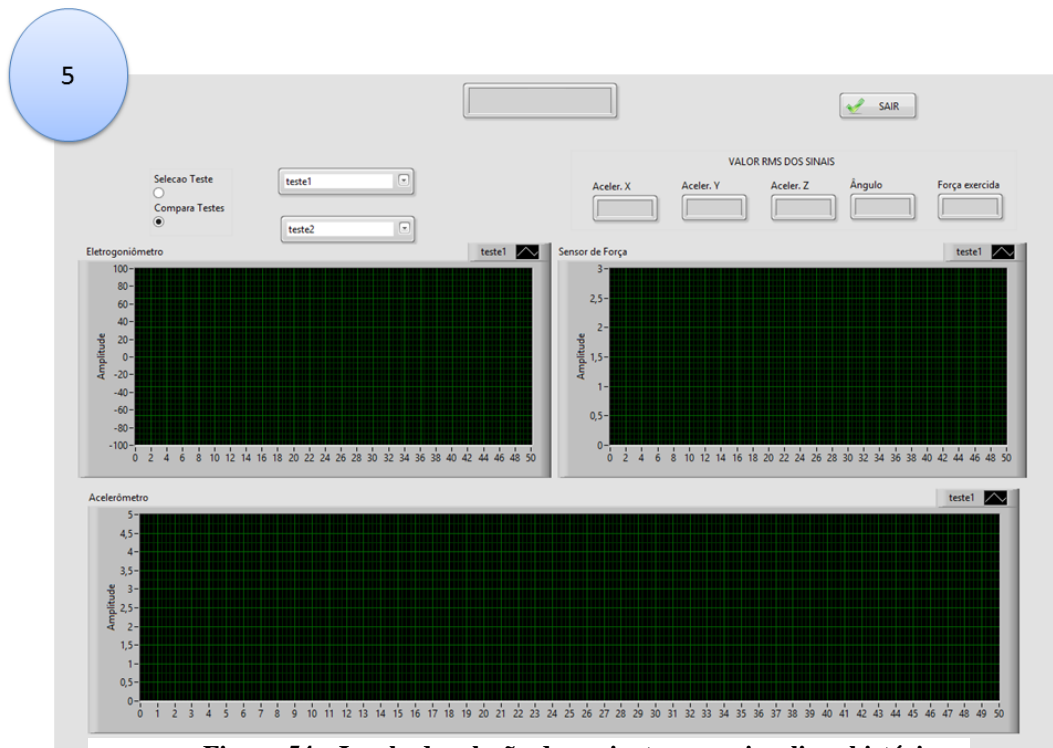 5
SAIR
VALOR RMS DOS SINAIS
Selecao Teste
Compara Testes
teste1
teste2
Aceler. X Aceler. Y Aceler. Z Ângulo Força exercida
Eletrogoniômetro
teste1
Amplitude
100
80
60
40
20
0
-20
-40
-60
-80
-100
0 2 4 6 8 10 12 14 16 18 20 22 24 26 28 30 32 34 36 38 40 42 44 46 48 50
Sensor de Força
teste1
Amplitude
3
2,5
2
1,5
1
0,5
0
0 2 4 6 8 10 12 14 16 18 20 22 24 26 28 30 32 34 36 38 40 42 44 46 48 50
Acelerômetro
teste1
Amplitude
5
4,5
4
3,5
3
2,5
2
1,5
1
0,5
0
0 1 2 3 4 5 6 7 8 9 10 11 12 13 14 15 16 17 18 19 20 21 22 23 24 25 26 27 28 29 30 31 32 33 34 35 36 37 38 39 40 41 42 43 44 45 46 47 48 49 50